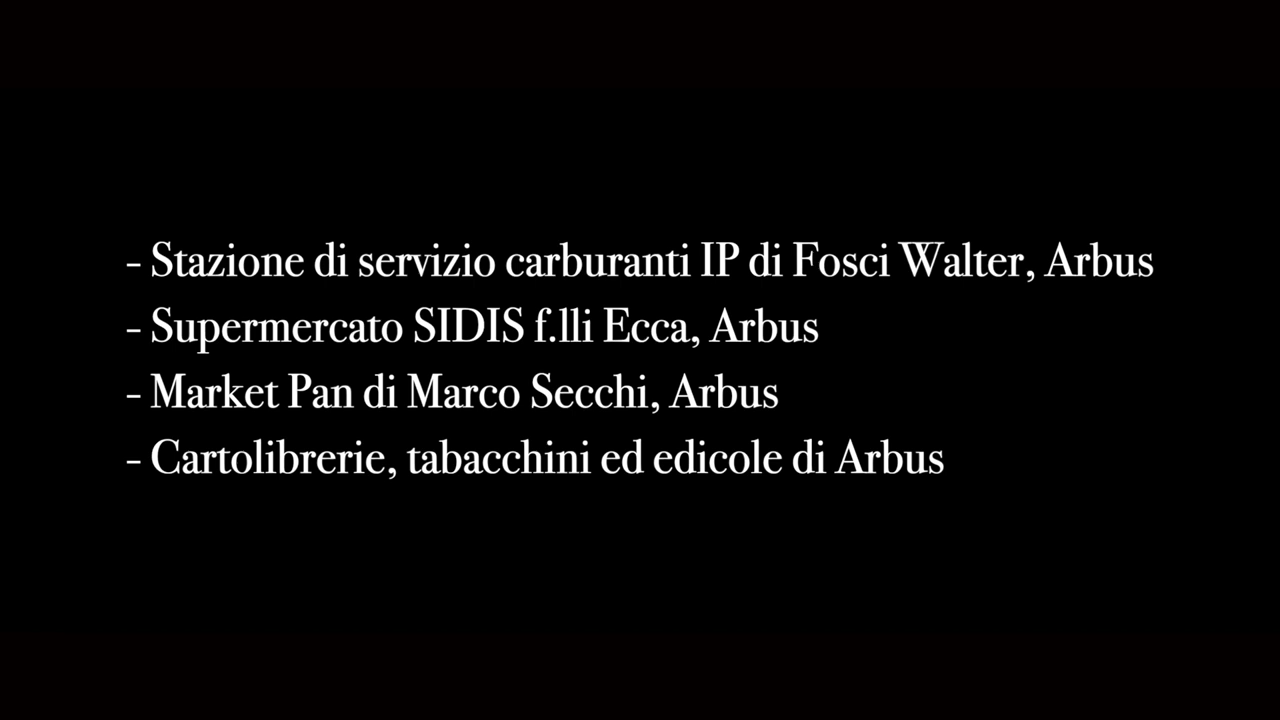 - Stazione di servizio carburanti IP di Fosci Walter, Arbus
- Supermercato SIDIS f.lli Ecca, Arbus
- Market Pan di Marco Secchi, Arbus
- Cartolibrerie, tabacchini ed edicole di Arbus